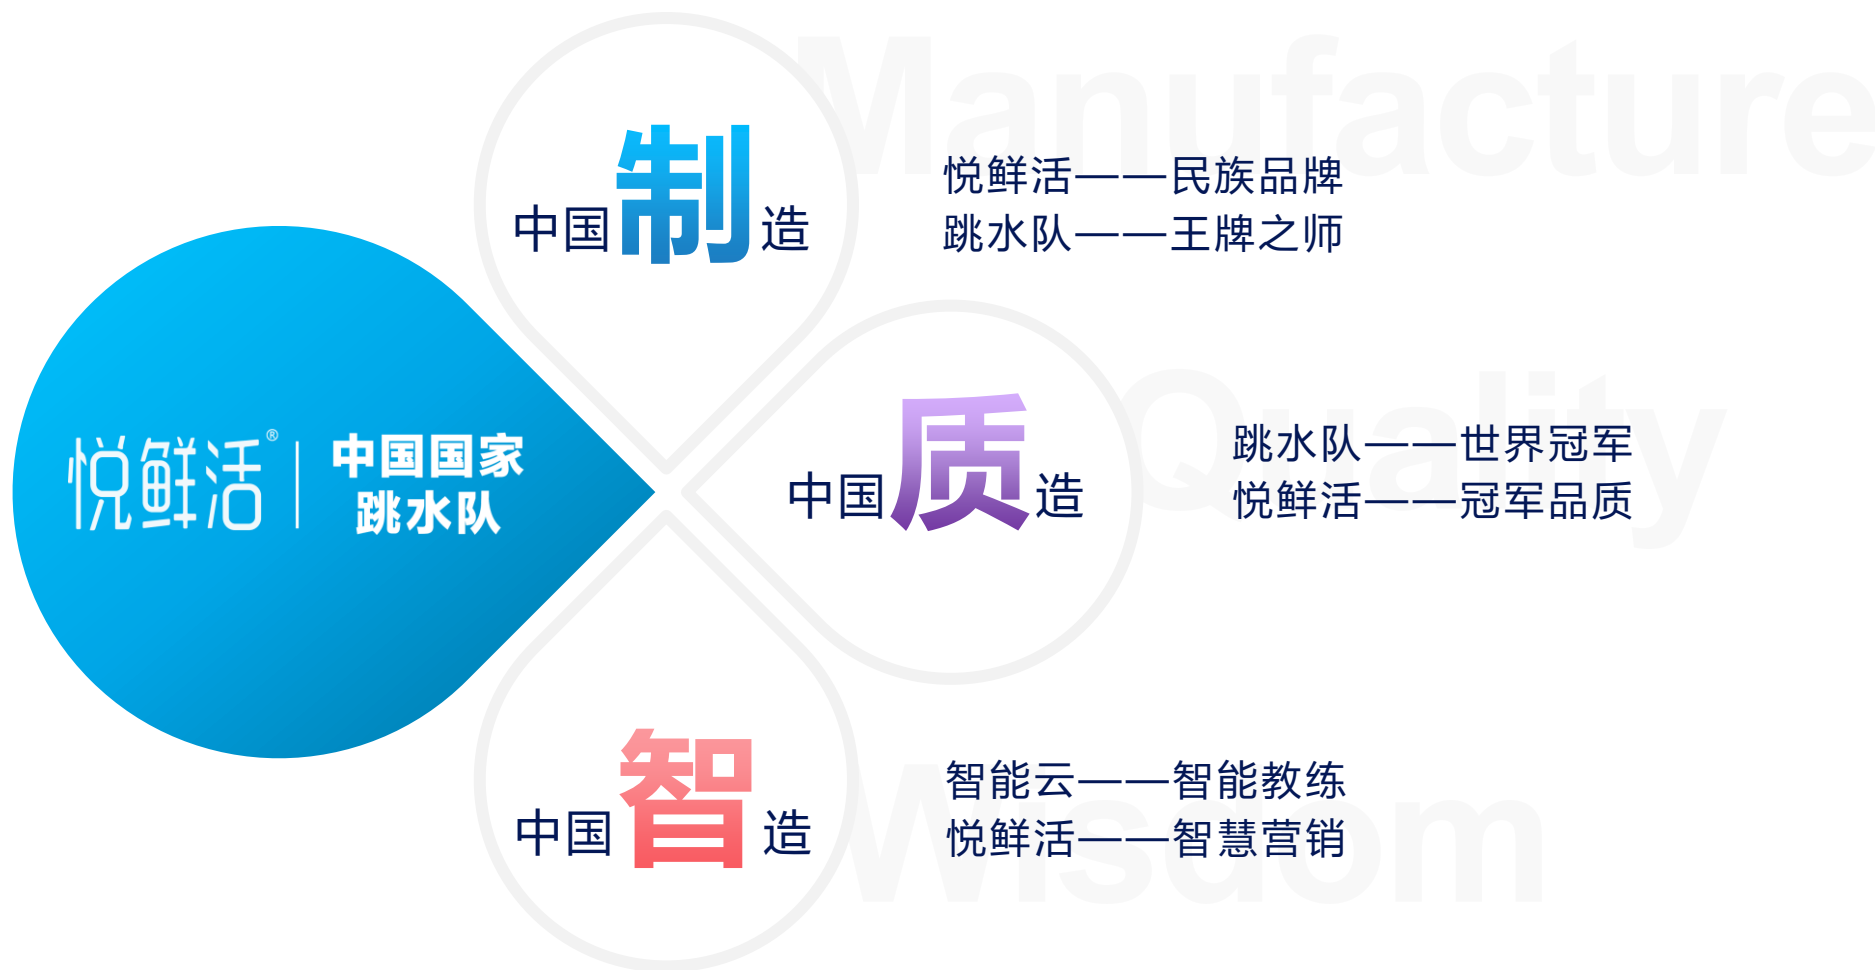 Manufacture
中国制造
悦鲜活——民族品牌
跳水队——王牌之师
悦鲜活®
中国国家
跳水队
Quality
中国质造
跳水队——世界冠军
悦鲜活——冠军品质
Wisdom
中国智造
智能云——智能教练
悦鲜活——智慧营销